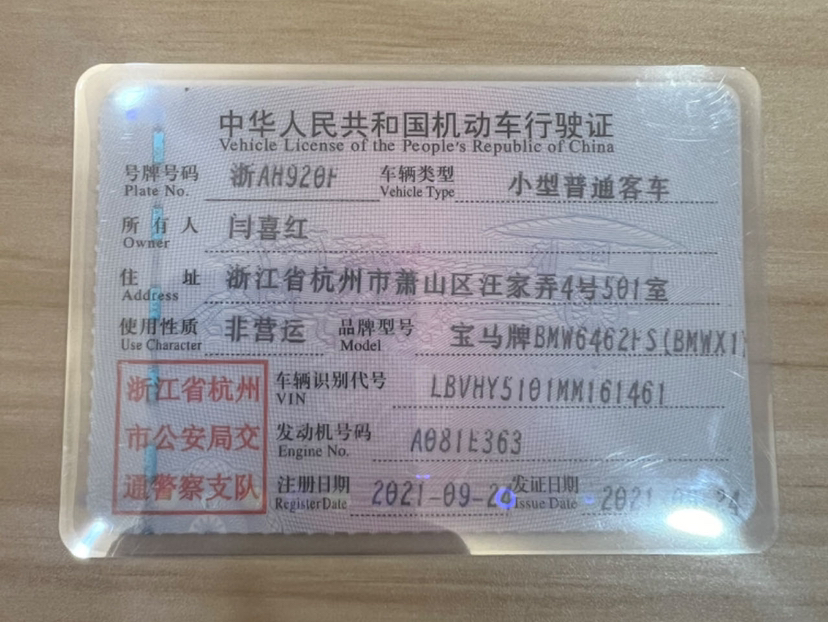 中华人民共和国机动车行驶证
Vehicle License of the People's Republic of China
号牌号码 浙AH920F 车辆类型 小型普通客车
Plate No. Vehicle Type
所有人 闫喜红
Owner
住址 浙江省杭州市萧山区汪家弄4号501室
Address
使用性质 非营运 品牌型号 宝马牌BMW6462FS(BMWX1)
Use Character Model
浙江省杭州 车辆识别代号 LBVHY5101MM161461
VIN
市公安局交 发动机号码 A081E363
Engine No.
通警察支队 注册日期 2021-09-24 发证日期 2021-09-24
Register Date Issue Date